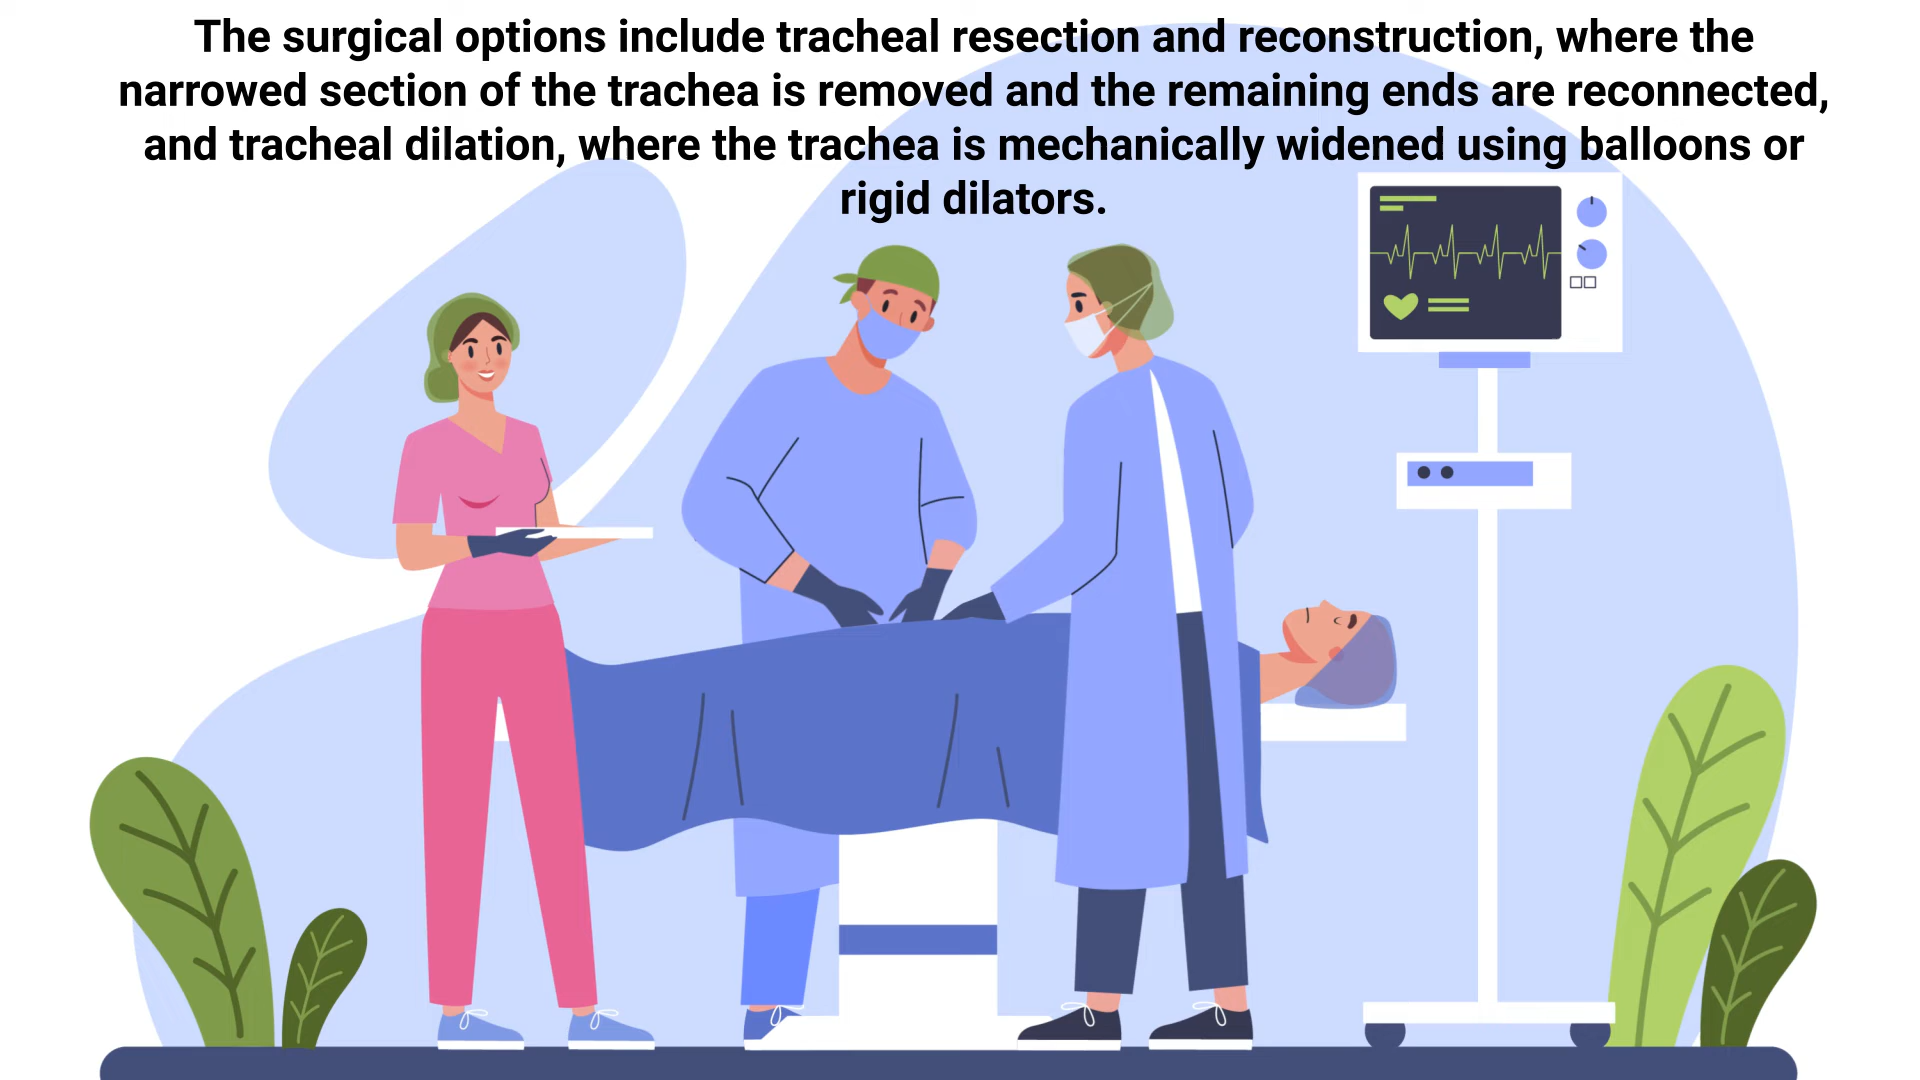 The surgical options include tracheal resection and reconstruction, where the
narrowed section of the trachea is removed and the remaining ends are reconnected,
and tracheal dilation, where the trachea is mechanically widened using balloons or
rigid dilators.